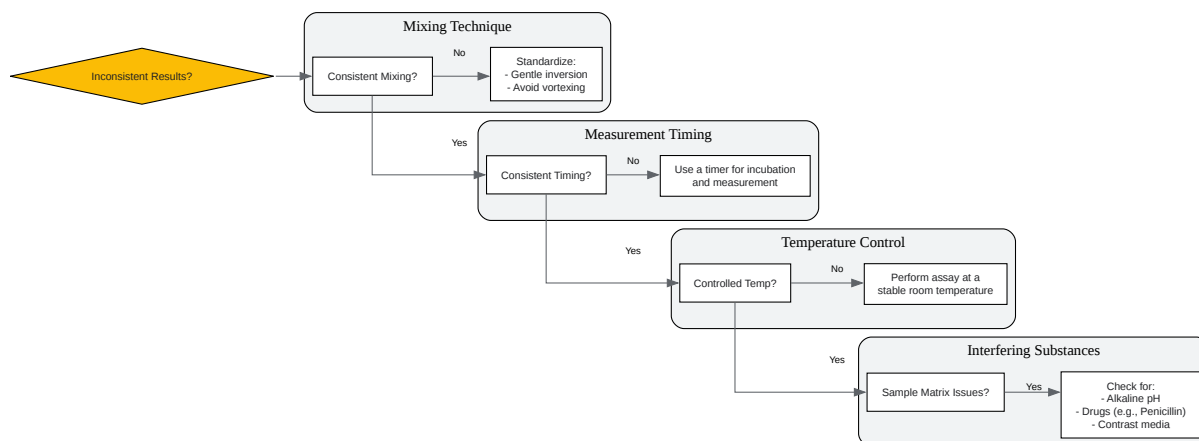 Mixing Technique
Inconsistent Results?
Consistent Mixing?
No
Standardize:
- Gentle inversion
- Avoid vortexing
Yes
Measurement Timing
Consistent Timing?
No
Use a timer for incubation
and measurement
Yes
Temperature Control
Controlled Temp?
No
Perform assay at a
stable room temperature
Yes
Interfering Substances
Sample Matrix Issues?
Yes
Check for:
- Alkaline pH
- Drugs (e.g., Penicillin)
- Contrast media